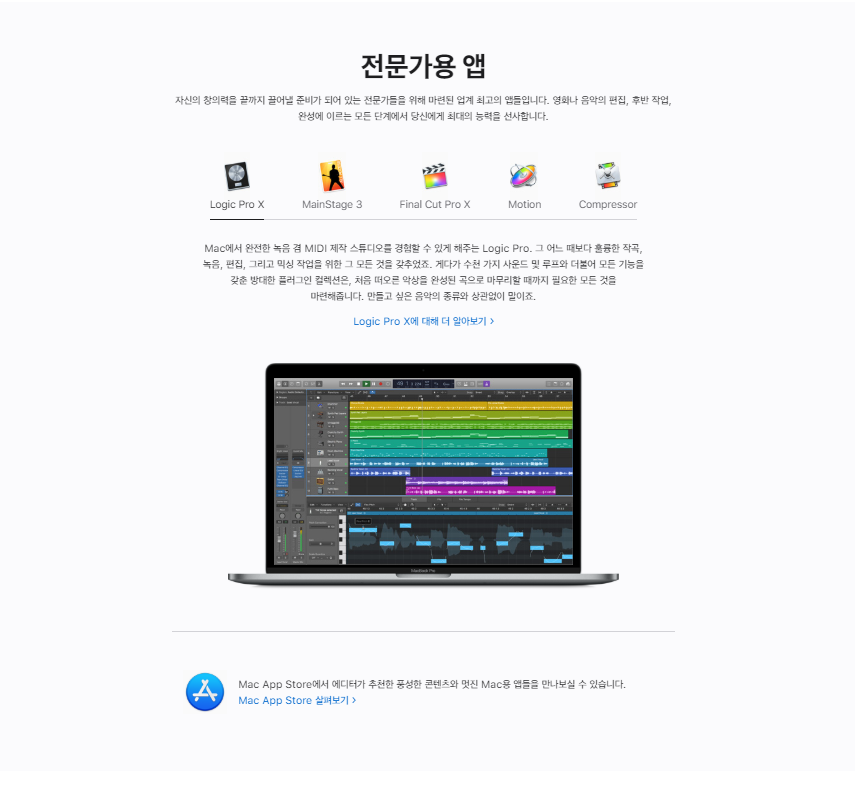 전문가용 앱
자신의 창의력을 끝까지 끌어낼 준비가 되어 있는 전문가들을 위해 마련된 업계 최고의 앱들입니다. 영화나 음악의 편집, 후반 작업,
완성에 이르는 모든 단계에서 당신에게 최대의 능력을 선사합니다.
Logic Pro X
MainStage 3
Final Cut Pro X
Motion
Compressor
Mac에서 완전한 녹음 겸 MIDI 제작 스튜디오를 경험할 수 있게 해주는 Logic Pro. 그 어느 때보다 훌륭한 작곡,
녹음, 편집, 그리고 믹싱 작업을 위한 그 모든 것을 갖추었죠. 게다가 수천 가지 사운드 및 루프와 더불어 모든 기능을
갖춘 방대한 플러그인 컬렉션은, 처음 떠오른 악상을 완성된 곡으로 마무리할 때까지 필요한 모든 것을
마련해줍니다. 만들고 싶은 음악의 종류와 상관없이 말이죠.
Logic Pro X에 대해 더 알아보기 >
MacBook Pro
Mac App Store에서 에디터가 추천한 풍성한 콘텐츠와 멋진 Mac용 앱들을 만나보실 수 있습니다.
Mac App Store 살펴보기 >